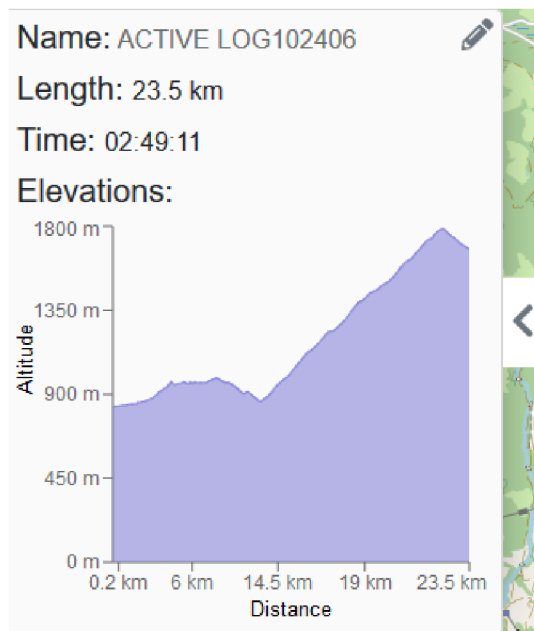 Name: ACTIVE LOG102406
Length: 23.5 km
Time: 02:49:11
Elevations:
1800 m
1350 m
Altitude
900 m
450 m
0 m
0.2 km 6 km 14.5 km 19 km 23.5 km
Distance